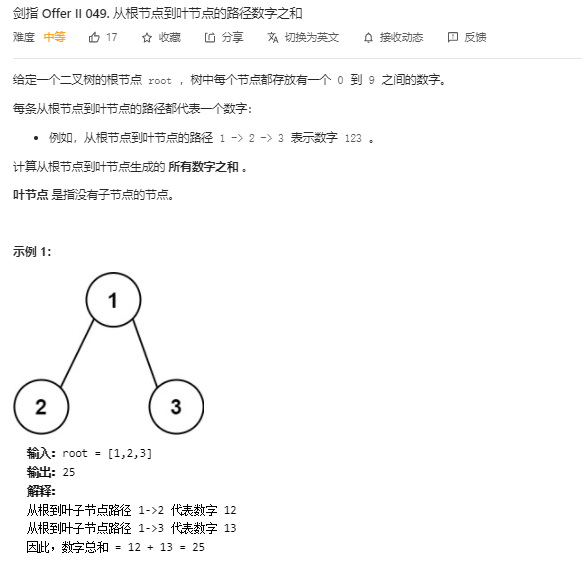 剑指 Offer II 049. 从根节点到叶节点的路径数字之和
难度 中等 17 收藏 分享 切换为英文 接收动态 反馈
给定一个二叉树的根节点 root ，树中每个节点都存放有一个 0 到 9 之间的数字。
每条从根节点到叶节点的路径都代表一个数字：
• 例如，从根节点到叶节点的路径 1 -> 2 -> 3 表示数字 123 。
计算从根节点到叶节点生成的 所有数字之和 。
叶节点 是指没有子节点的节点。
示例 1：
1
2 3
输入：root = [1,2,3]
输出：25
解释：
从根到叶子节点路径 1->2 代表数字 12
从根到叶子节点路径 1->3 代表数字 13
因此，数字总和 = 12 + 13 = 25